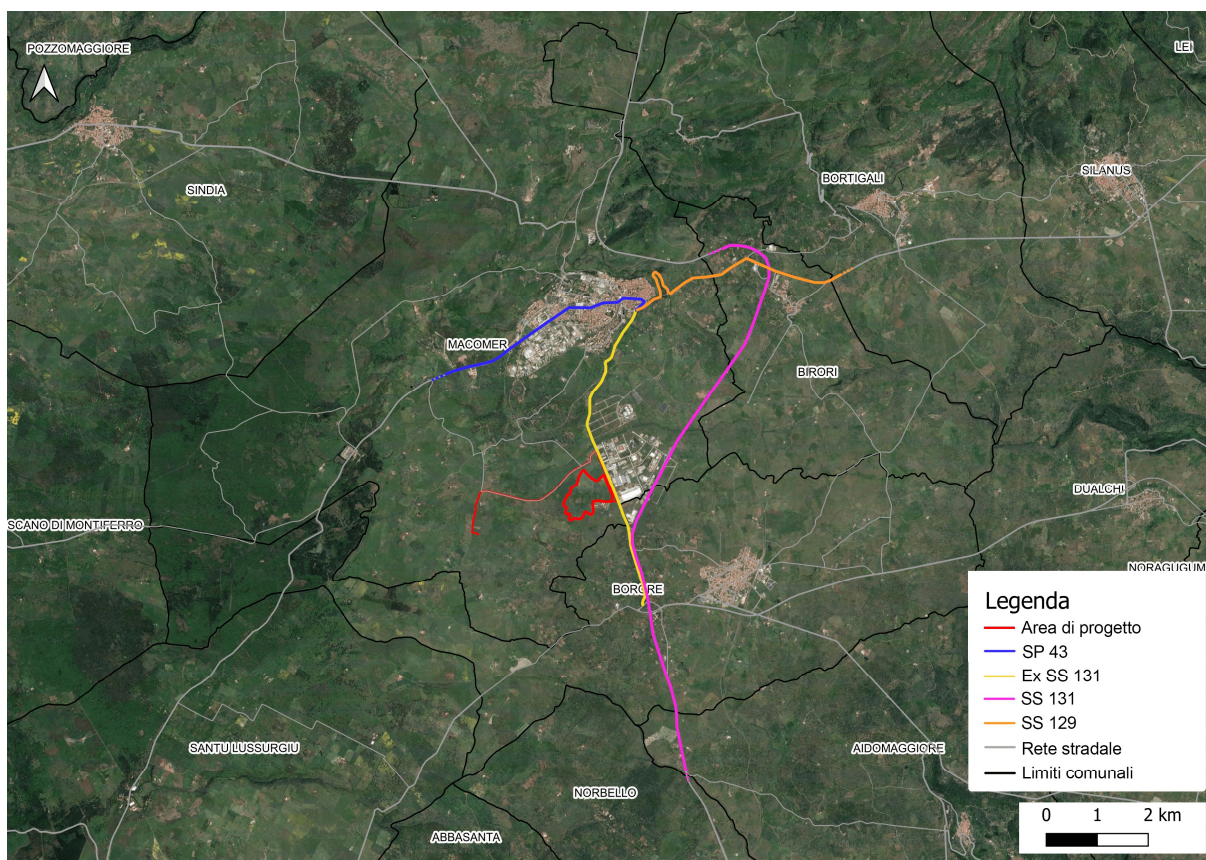 POZZOMAGGIORE
LEI
SINDIA
BORTIGALI
SILANUS
MACOMER
BIRORI
DUALCHI
SCANO DI MONTIFERRO
NORAGUGUM
BORORE
SANTU LUSSURGIU
AIDOMAGGIORE
NORBELLO
ABBASANTA
Legenda
Area di progetto
SP 43
Ex SS 131
SS 131
SS 129
Rete stradale
Limiti comunali
0 1 2 km